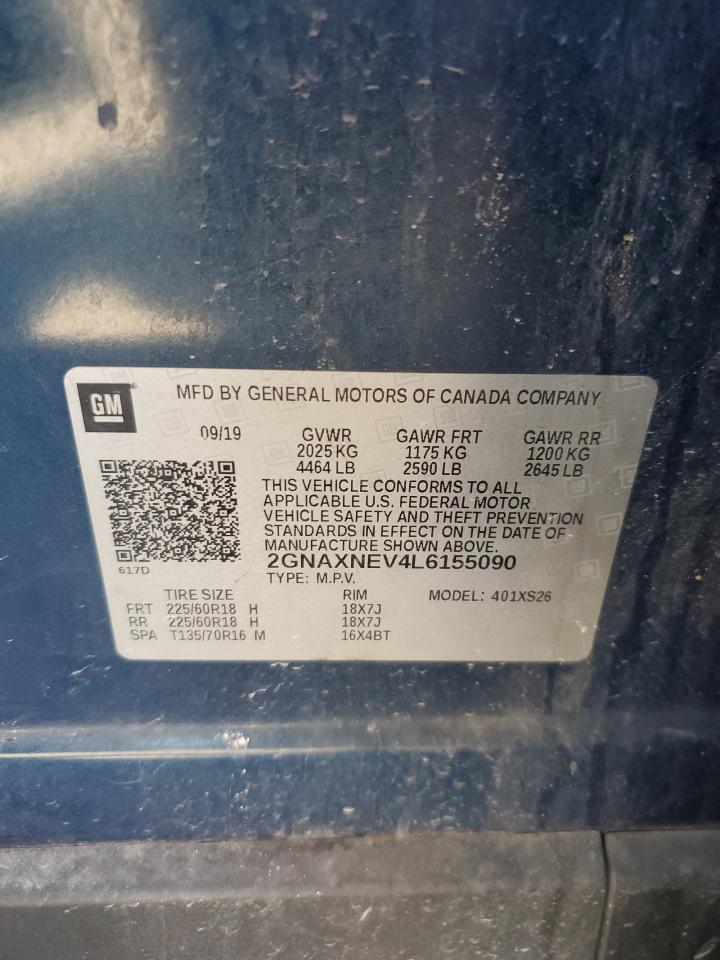 GM
MFD BY GENERAL MOTORS OF CANADA COMPANY
09/19 GVWR GAWR FRT GAWR RR
2025 KG 1175 KG 1200 KG
4464 LB 2590 LB 2645 LB
THIS VEHICLE CONFORMS TO ALL
APPLICABLE U.S. FEDERAL MOTOR
VEHICLE SAFETY AND THEFT PREVENTION
STANDARDS IN EFFECT ON THE DATE OF
MANUFACTURE SHOWN ABOVE.
617D
2GNAXNEV4L6155090
TYPE: M.P.V.
TIRE SIZE RIM MODEL: 401XS26
FRT 225/60R18 H 18X7J
RR 225/60R18 H 18X7J
SPA T135/70R16 M 16X4BT